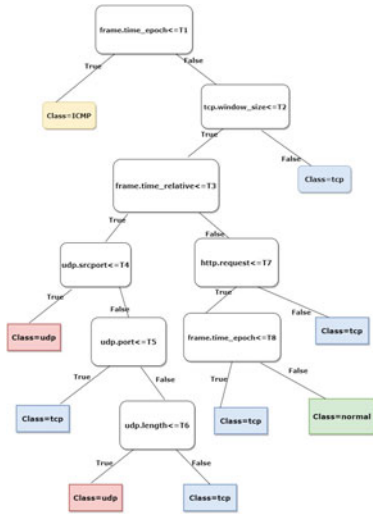 frame.time_epoch<=T1
True
False
Class=ICMP
tcp.window_size<=T2
True
False
frame.time_relative<=T3
Class=tcp
True
False
udp.srcport<=T4
http.request<=T7
True
False
True
False
Class=udp
udp.port<=T5
frame.time_epoch<=T8
Class=tcp
True
False
True
False
Class=tcp
udp.length<=T6
Class=tcp
Class=normal
True
False
Class=udp
Class=tcp